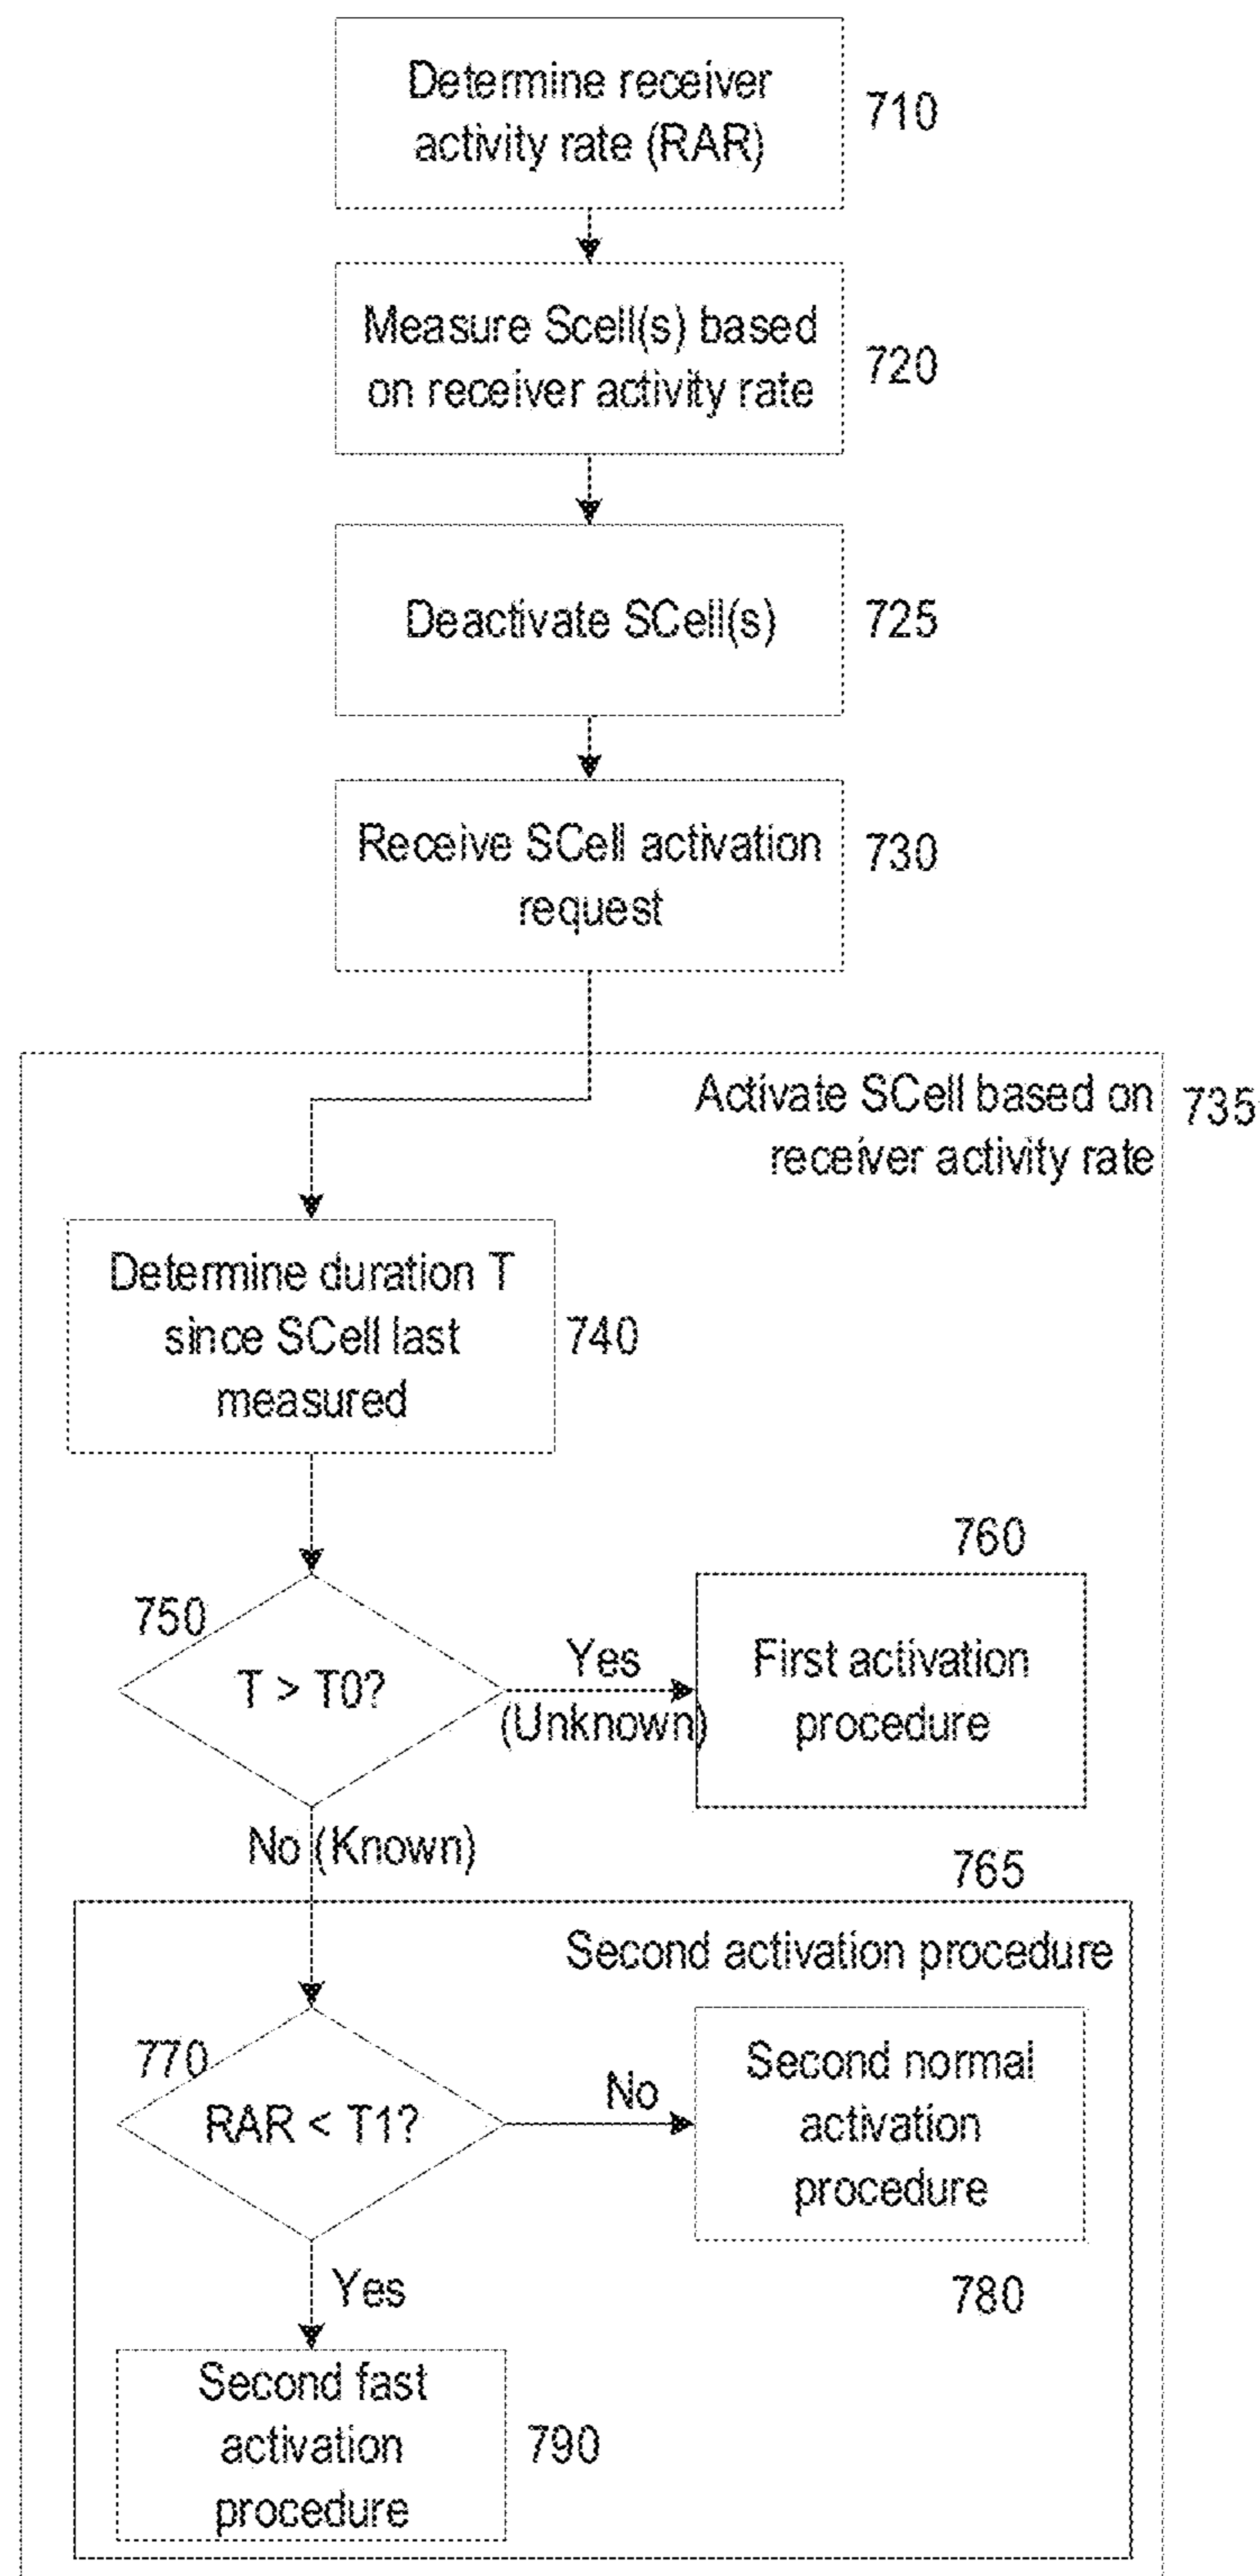 Determine receiver
activity rate (RAR)
710
Measure Scell(s) based
on receiver activity rate
720
Deactivate SCell(s)
725
Receive SCell activation
request
730
Activate SCell based on
receiver activity rate
735
Determine duration T
since SCell last
measured
740
750
T > T0?
Yes
(Unknown)
760
First activation
procedure
No (Known)
765
Second activation procedure
770
RAR < T1?
No
Second normal
activation
procedure
780
Yes
Second fast
activation
procedure
790